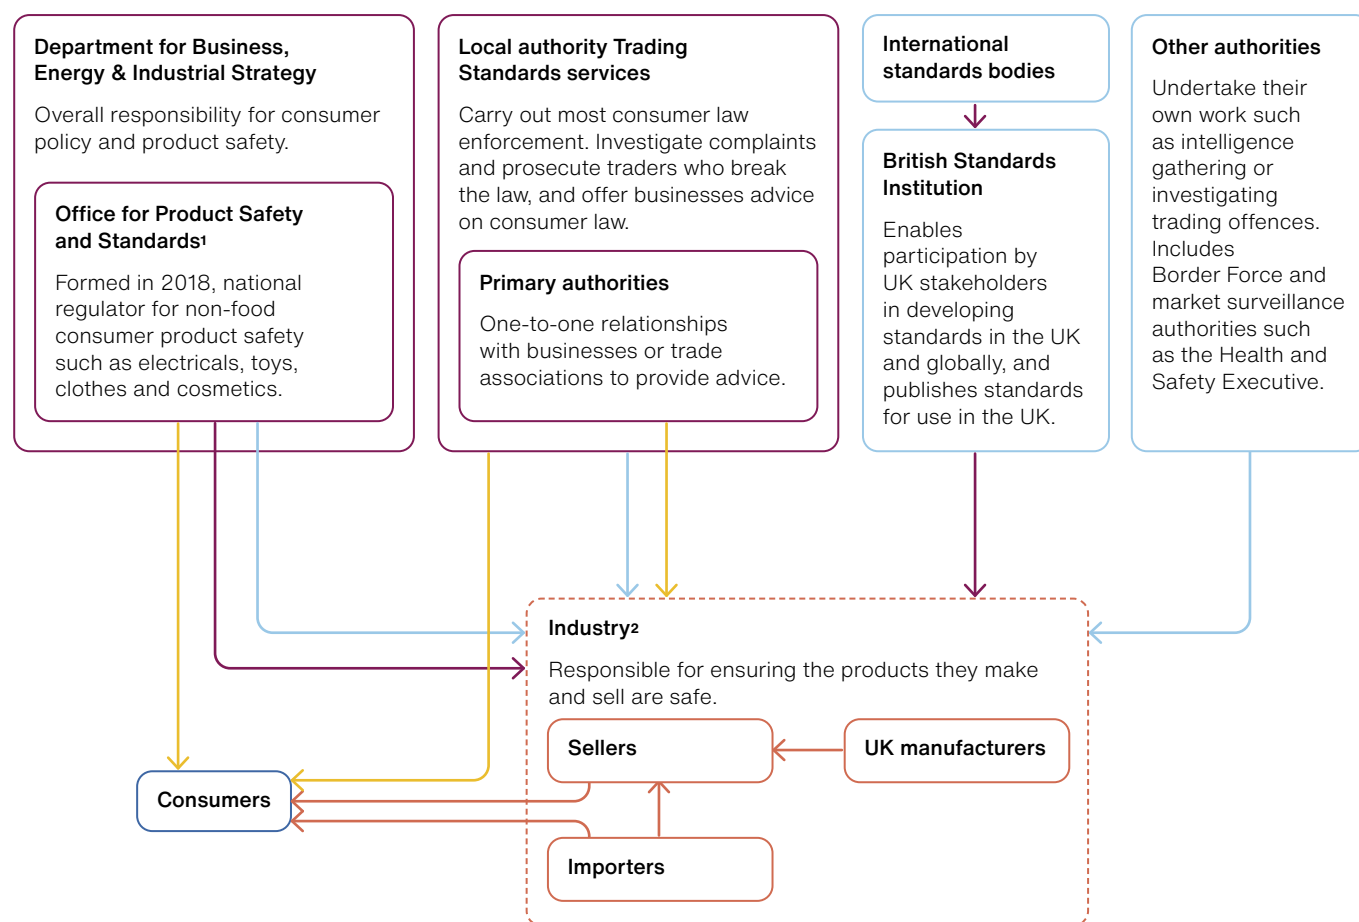 Department for Business,
Energy & Industrial Strategy
Overall responsibility for consumer
policy and product safety.
Office for Product Safety
and Standards¹
Formed in 2018, national
regulator for non-food
consumer product safety
such as electricals, toys,
clothes and cosmetics.
Local authority Trading
Standards services
Carry out most consumer law
enforcement. Investigate complaints
and prosecute traders who break
the law, and offer businesses advice
on consumer law.
Primary authorities
One-to-one relationships
with businesses or trade
associations to provide advice.
International
standards bodies
British Standards
Institution
Enables
participation by
UK stakeholders
in developing
standards in the UK
and globally, and
publishes standards
for use in the UK.
Other authorities
Undertake their
own work such
as intelligence
gathering or
investigating
trading offences.
Includes
Border Force and
market surveillance
authorities such
as the Health and
Safety Executive.
Industry²
Responsible for ensuring the products they make
and sell are safe.
Sellers
UK manufacturers
Consumers
Importers